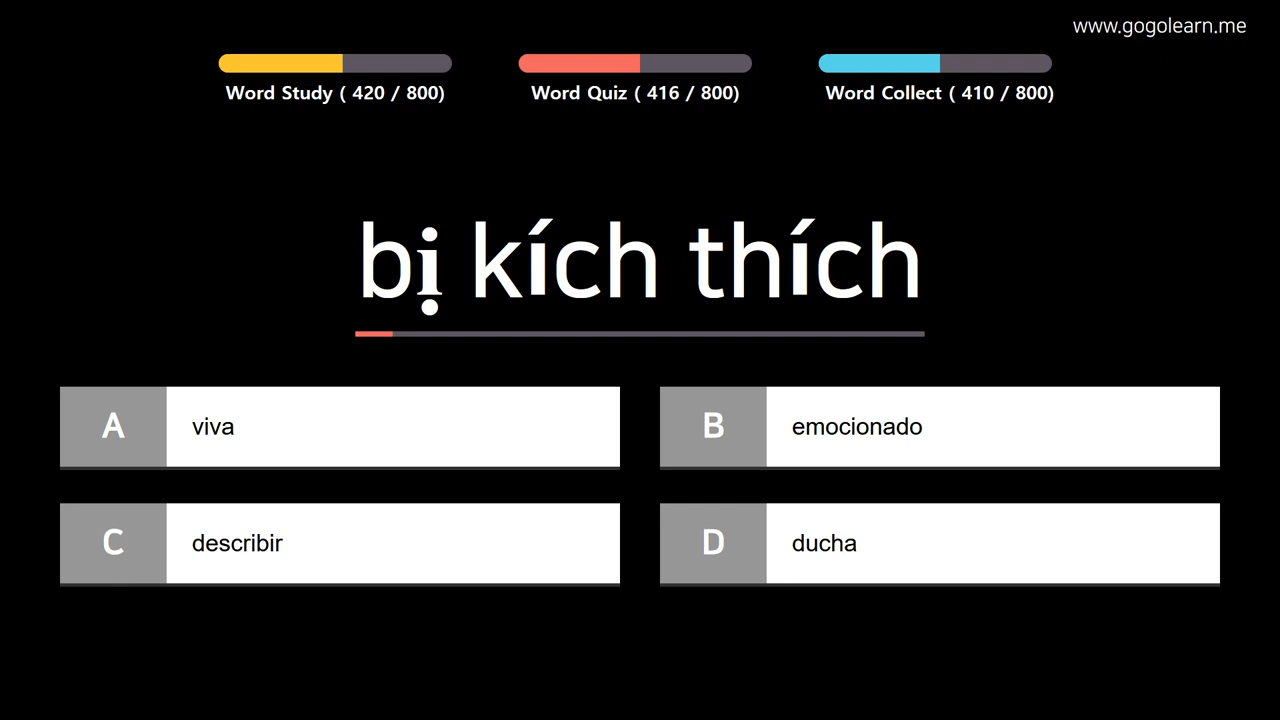 www.gogolearn.me
Word Study ( 420 / 800)
Word Quiz ( 416 / 800)
Word Collect ( 410 / 800)
bị kích thích
A viva
B emocionado
C describir
D ducha